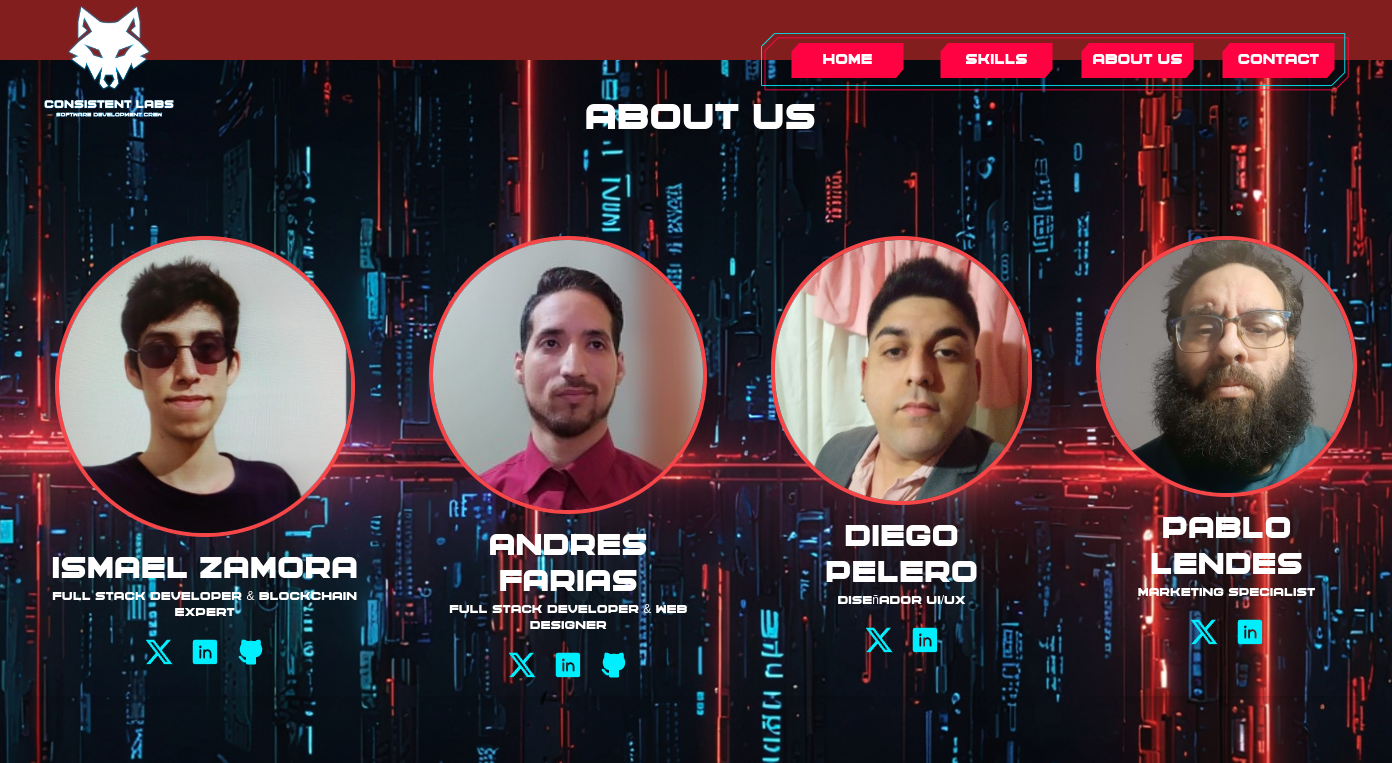 CONSISTENT LABS
SOFTWARE DEVELOPMENT CREW
HOME
SKILLS
ABOUT US
CONTACT
ABOUT US
ISMAEL ZAMORA
FULL STACK DEVELOPER & BLOCKCHAIN
EXPERT
ANDRES
FARIAS
FULL STACK DEVELOPER & WEB
DESIGNER
DIEGO
PELERO
DISEñADOR UI/UX
PABLO
LENDES
MARKETING SPECIALIST